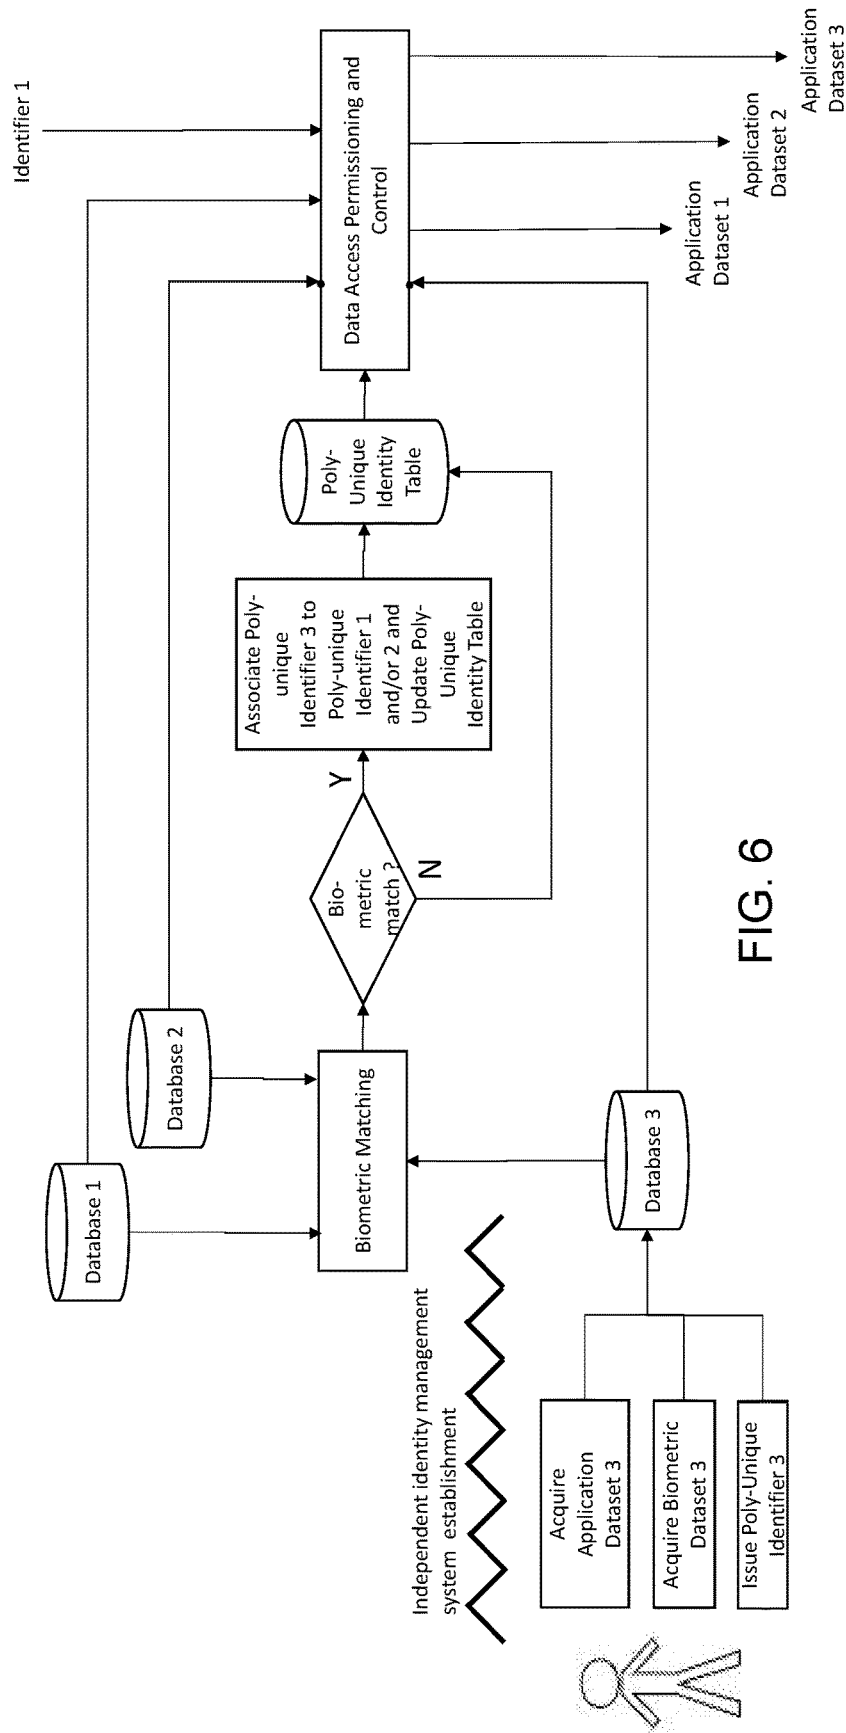 Identifier 1
Database 1
Database 2
Biometric Matching
Bio-
metric
match ?
Y
N
Associate Poly-
unique
Identifier 3 to
Poly-unique
Identifier 1
and/or 2 and
Update Poly-
Unique
Identity Table
Poly-
Unique
Identity
Table
Data Access Permissioning and
Control
Independent identity management
system establishment
Acquire
Application
Dataset 3
Acquire Biometric
Dataset 3
Issue Poly-Unique
Identifier 3
Database 3
Application
Dataset 1
Application
Dataset 2
Application
Dataset 3
FIG. 6